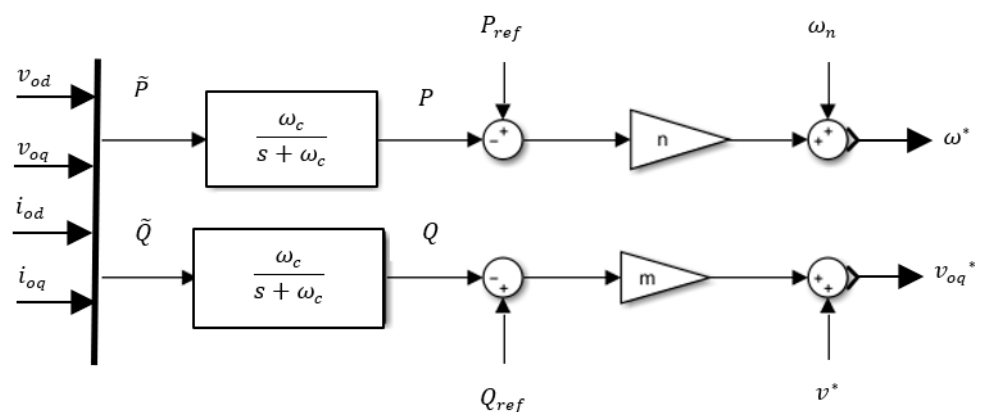 P_ref
ω_n
v_od
P̃
P
ω_c
s + ω_c
n
ω*
v_oq
i_od
Q̃
Q
ω_c
s + ω_c
m
v_oq*
i_oq
Q_ref
v*